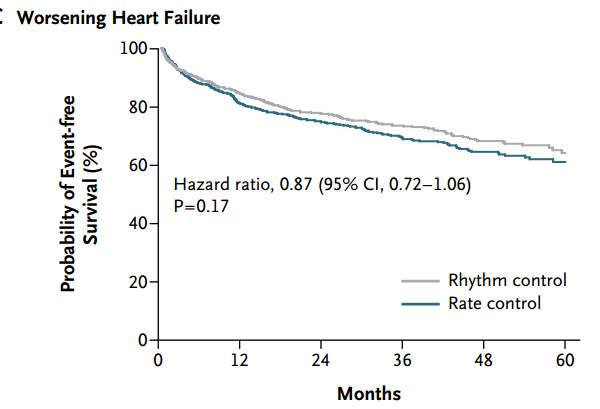 Worsening Heart Failure
100
80
60
40
20
0
Probability of Event-free
Survival (%)
Hazard ratio, 0.87 (95% CI, 0.72–1.06)
P=0.17
Rhythm control
Rate control
0 12 24 36 48 60
Months